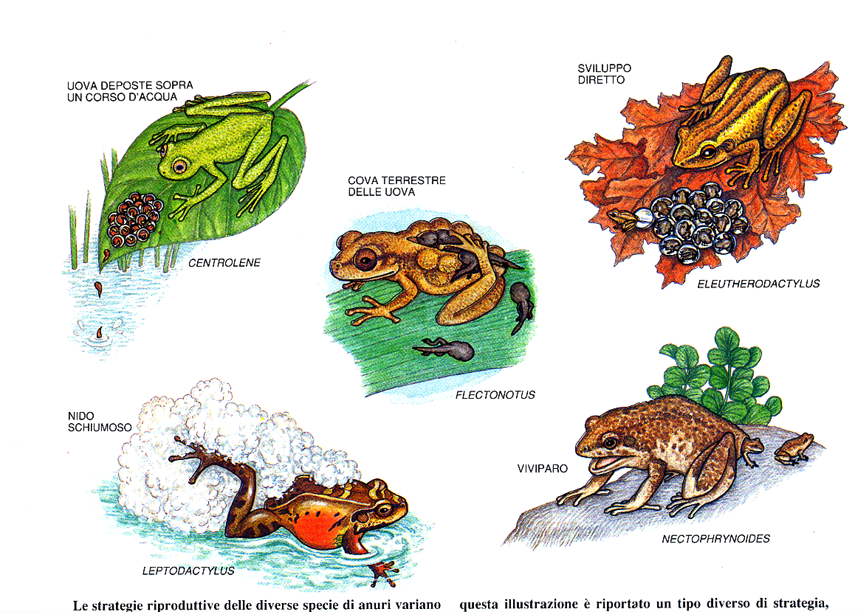 UOVA DEPOSTE SOPRA
UN CORSO D'ACQUA
CENTROLENE
COVA TERRESTRE
DELLE UOVA
FLECTONOTUS
SVILUPPO
DIRETTO
ELEUTHERODACTYLUS
NIDO
SCHIUMOSO
LEPTODACTYLUS
VIVIPARO
NECTOPHRYNOIDES
Le strategie riproduttive delle diverse specie di anuri variano
questa illustrazione è riportato un tipo diverso di strategia,